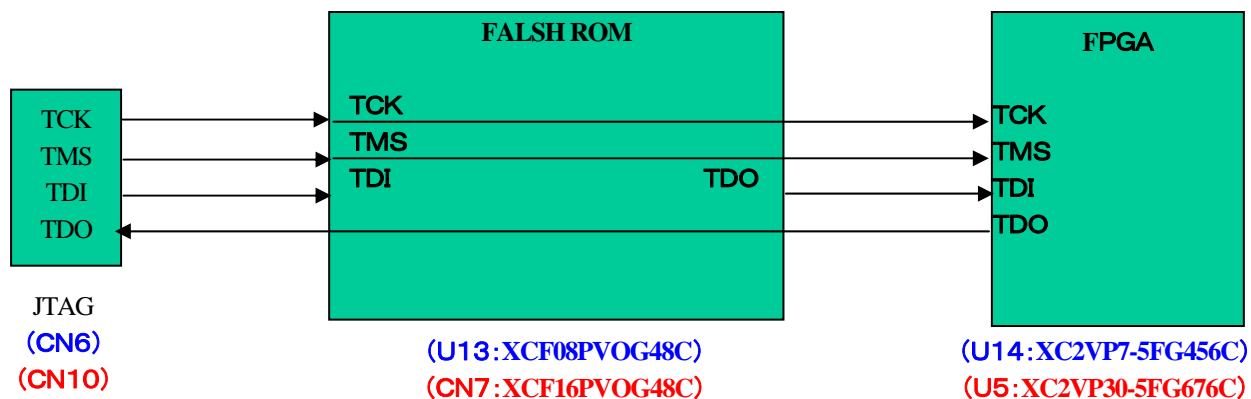 FALSH ROM
FPGA
TCK
TMS
TDI
TDO
TCK
TMS
TDI
TDO
TCK
TMS
TDI
TDO
JTAG
(CN6)
(CN10)
(U13:XCF08PVOG48C)
(CN7:XCF16PVOG48C)
(U14:XC2VP7-5FG456C)
(U5:XC2VP30-5FG676C)